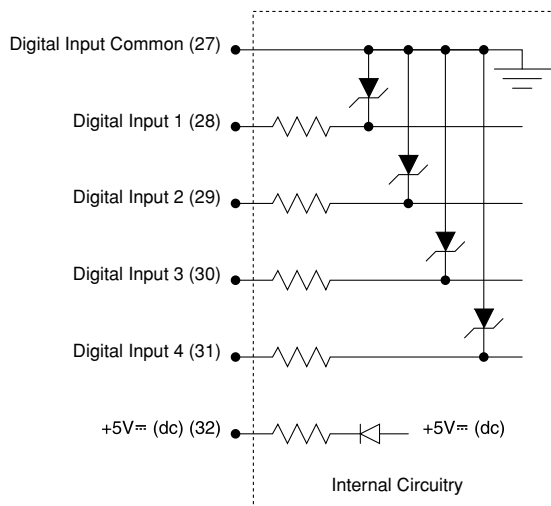 Digital Input Common (27)
Digital Input 1 (28)
Digital Input 2 (29)
Digital Input 3 (30)
Digital Input 4 (31)
+5V⎓ (dc) (32)
+5V⎓ (dc)
Internal Circuitry